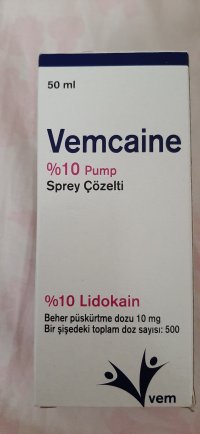 50 ml
Vemcaine
%10 Pump
Sprey Çözelti
%10 Lidokain
Beher püskürtme dozu 10 mg
Bir şişedeki toplam doz sayısı: 500
vem